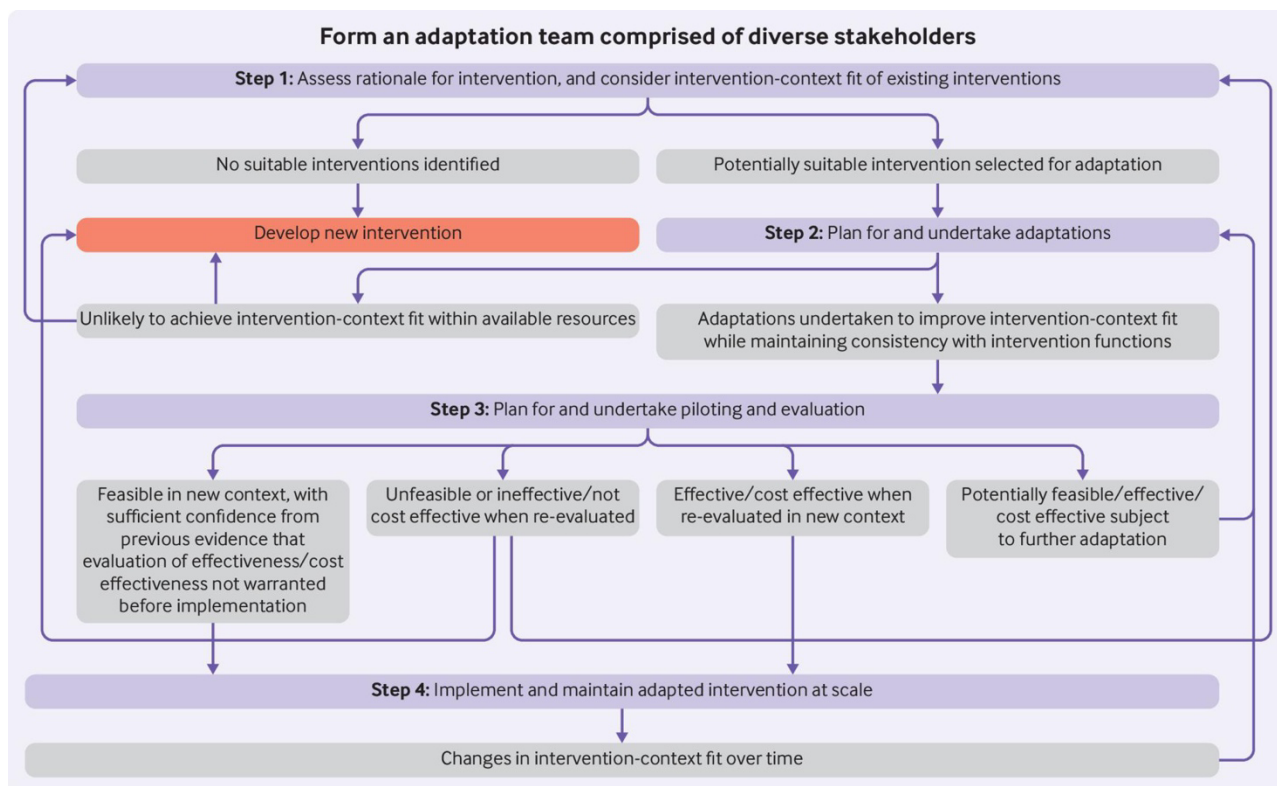 Form an adaptation team comprised of diverse stakeholders
Step 1: Assess rationale for intervention, and consider intervention-context fit of existing interventions
No suitable interventions identified
Potentially suitable intervention selected for adaptation
Develop new intervention
Step 2: Plan for and undertake adaptations
Unlikely to achieve intervention-context fit within available resources
Adaptations undertaken to improve intervention-context fit
while maintaining consistency with intervention functions
Step 3: Plan for and undertake piloting and evaluation
Feasible in new context, with
sufficient confidence from
previous evidence that
evaluation of effectiveness/cost
effectiveness not warranted
before implementation
Unfeasible or ineffective/not
cost effective when re-evaluated
Effective/cost effective when
re-evaluated in new context
Potentially feasible/effective/
cost effective subject
to further adaptation
Step 4: Implement and maintain adapted intervention at scale
Changes in intervention-context fit over time